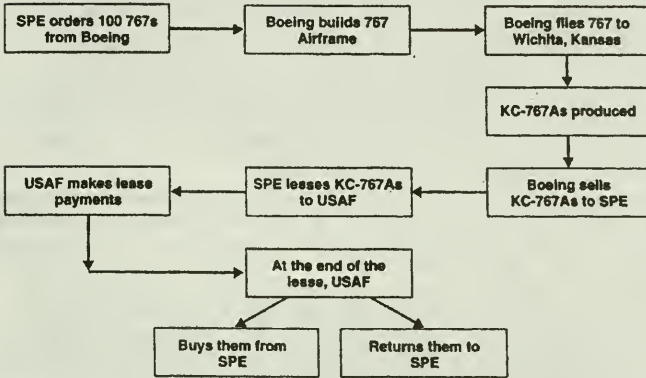 SPE orders 100 767s
from Boeing
Boeing builds 767
Airframe
Boeing flies 767 to
Wichita, Kansas
KC-767As produced
Boeing sells
KC-767As to SPE
SPE leases KC-767As
to USAF
USAF makes lease
payments
At the end of the
lease, USAF
Buys them from
SPE
Returns them to
SPE